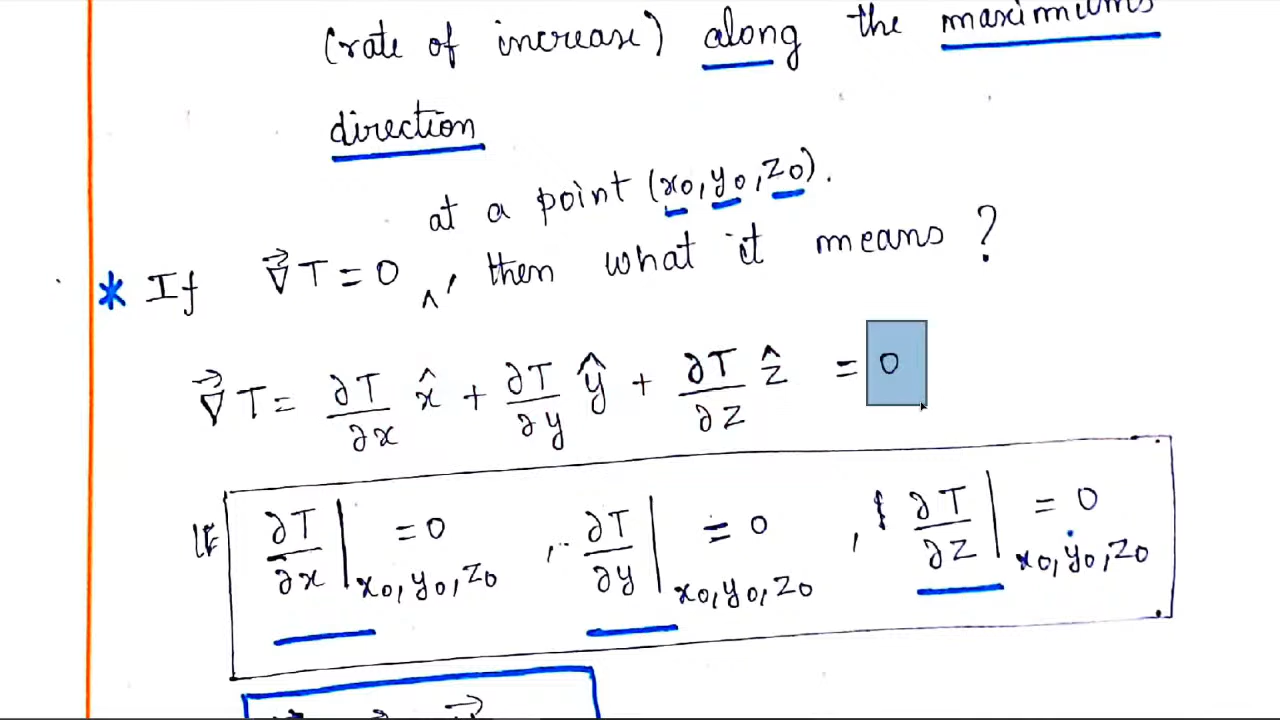 (rate of increase) along the maximums
direction
at a point (x0, y0, z0).
* If ∇⃗T = 0 ^, then what it means ?
∇⃗T = ∂T/∂x x̂ + ∂T/∂y ŷ + ∂T/∂z ẑ = 0
If ∂T/∂x |x0, y0, z0 = 0 , ∂T/∂y |x0, y0, z0 = 0 , ∂T/∂z |x0, y0, z0 = 0